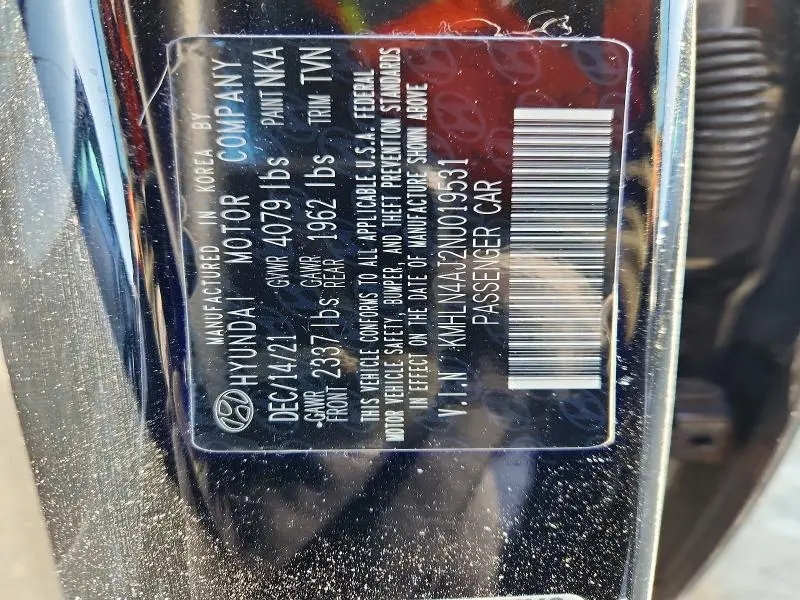 MANUFACTURED IN KOREA BY
HYUNDAI MOTOR COMPANY
DEC/14/21 GVWR 4079 lbs PAINT NKA
GAWR FRONT 2337 lbs GAWR REAR 1962 lbs TRIM TVN
THIS VEHICLE CONFORMS TO ALL APPLICABLE U.S.A. FEDERAL
MOTOR VEHICLE SAFETY, BUMPER, AND THEFT PREVENTION STANDARDS
IN EFFECT ON THE DATE OF MANUFACTURE SHOWN ABOVE
V.I.N KMHLN4AJ2NU019531
PASSENGER CAR